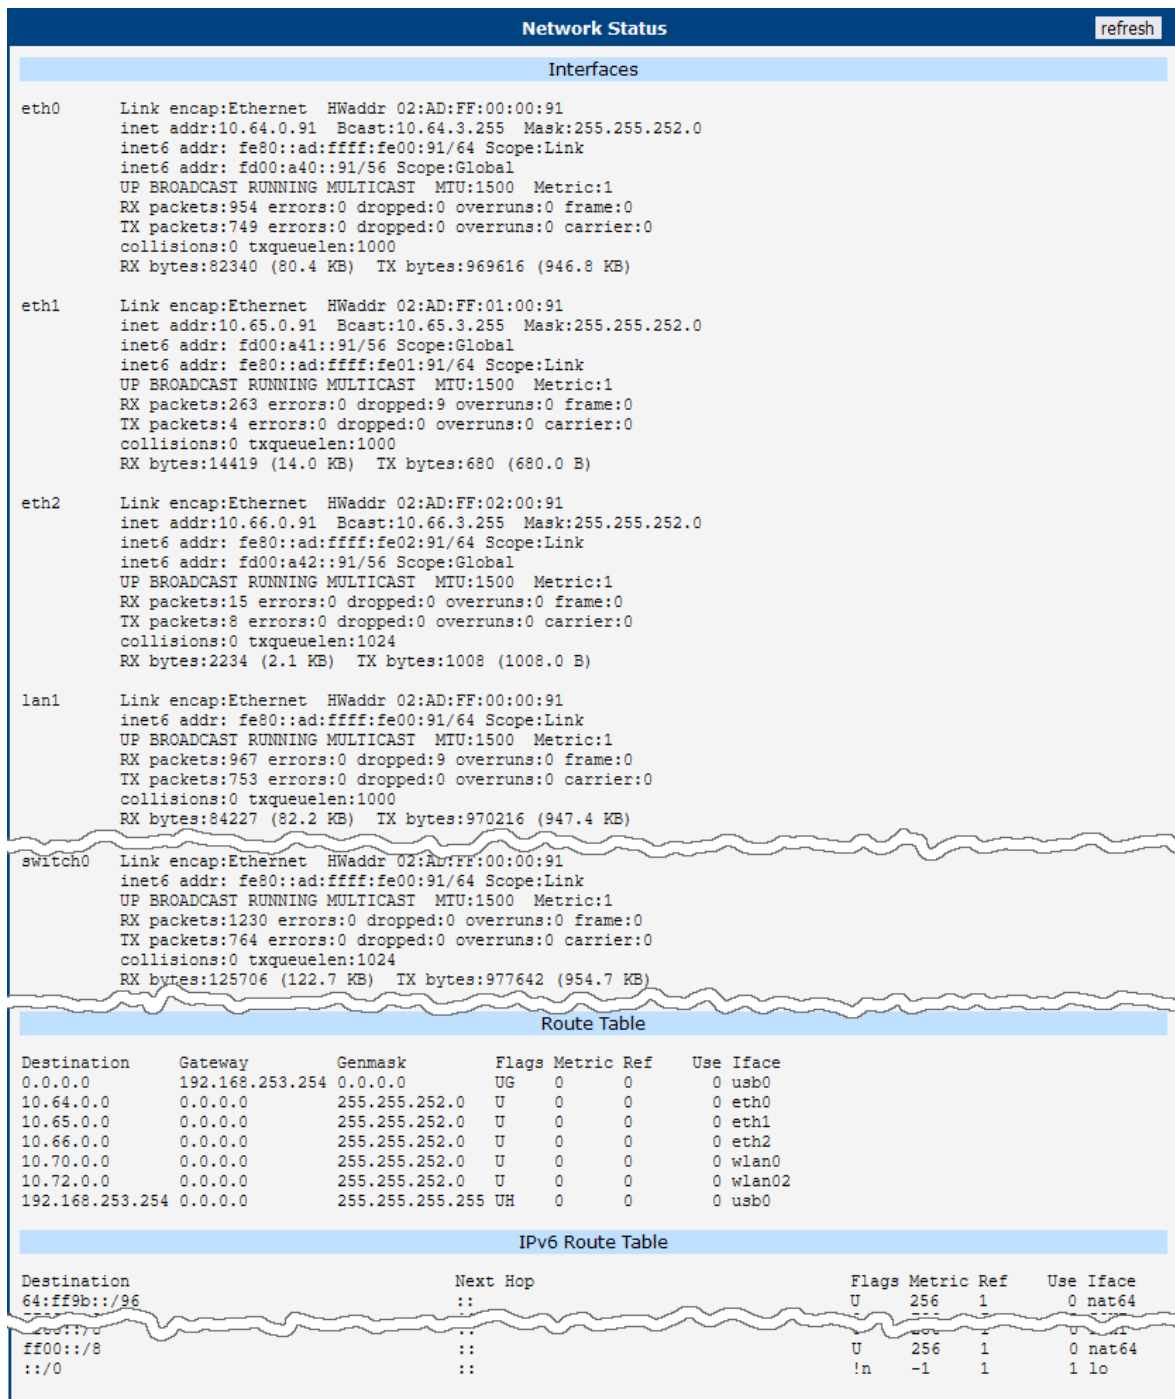 Network Status
refresh
Interfaces
eth0 Link encap:Ethernet HWaddr 02:AD:FF:00:00:91
inet addr:10.64.0.91 Bcast:10.64.3.255 Mask:255.255.252.0
inet6 addr: fe80::ad:ffff:fe00:91/64 Scope:Link
inet6 addr: fd00:a40::91/56 Scope:Global
UP BROADCAST RUNNING MULTICAST MTU:1500 Metric:1
RX packets:954 errors:0 dropped:0 overruns:0 frame:0
TX packets:749 errors:0 dropped:0 overruns:0 carrier:0
collisions:0 txqueuelen:1000
RX bytes:82340 (80.4 KB) TX bytes:969616 (946.8 KB)
eth1 Link encap:Ethernet HWaddr 02:AD:FF:01:00:91
inet addr:10.65.0.91 Bcast:10.65.3.255 Mask:255.255.252.0
inet6 addr: fd00:a41::91/56 Scope:Global
inet6 addr: fe80::ad:ffff:fe01:91/64 Scope:Link
UP BROADCAST RUNNING MULTICAST MTU:1500 Metric:1
RX packets:263 errors:0 dropped:9 overruns:0 frame:0
TX packets:4 errors:0 dropped:0 overruns:0 carrier:0
collisions:0 txqueuelen:1000
RX bytes:14419 (14.0 KB) TX bytes:680 (680.0 B)
eth2 Link encap:Ethernet HWaddr 02:AD:FF:02:00:91
inet addr:10.66.0.91 Bcast:10.66.3.255 Mask:255.255.252.0
inet6 addr: fe80::ad:ffff:fe02:91/64 Scope:Link
inet6 addr: fd00:a42::91/56 Scope:Global
UP BROADCAST RUNNING MULTICAST MTU:1500 Metric:1
RX packets:15 errors:0 dropped:0 overruns:0 frame:0
TX packets:8 errors:0 dropped:0 overruns:0 carrier:0
collisions:0 txqueuelen:1024
RX bytes:2234 (2.1 KB) TX bytes:1008 (1008.0 B)
lan1 Link encap:Ethernet HWaddr 02:AD:FF:00:00:91
inet6 addr: fe80::ad:ffff:fe00:91/64 Scope:Link
UP BROADCAST RUNNING MULTICAST MTU:1500 Metric:1
RX packets:967 errors:0 dropped:9 overruns:0 frame:0
TX packets:753 errors:0 dropped:0 overruns:0 carrier:0
collisions:0 txqueuelen:1000
RX bytes:84227 (82.2 KB) TX bytes:970216 (947.4 KB)
switch0 Link encap:Ethernet HWaddr 02:AD:FF:00:00:91
inet6 addr: fe80::ad:ffff:fe00:91/64 Scope:Link
UP BROADCAST RUNNING MULTICAST MTU:1500 Metric:1
RX packets:1230 errors:0 dropped:0 overruns:0 frame:0
TX packets:764 errors:0 dropped:0 overruns:0 carrier:0
collisions:0 txqueuelen:1024
RX bytes:125706 (122.7 KB) TX bytes:977642 (954.7 KB)
Route Table
Destination Gateway Genmask Flags Metric Ref Use Iface
0.0.0.0 192.168.253.254 0.0.0.0 UG 0 0 0 usb0
10.64.0.0 0.0.0.0 255.255.252.0 U 0 0 0 eth0
10.65.0.0 0.0.0.0 255.255.252.0 U 0 0 0 eth1
10.66.0.0 0.0.0.0 255.255.252.0 U 0 0 0 eth2
10.70.0.0 0.0.0.0 255.255.252.0 U 0 0 0 wlan0
10.72.0.0 0.0.0.0 255.255.252.0 U 0 0 0 wlan02
192.168.253.254 0.0.0.0 255.255.255.255 UH 0 0 0 usb0
IPv6 Route Table
Destination Next Hop Flags Metric Ref Use Iface
64:ff9b::/96 :: U 256 1 0 nat64
ff00::/8 :: U 256 1 0 nat64
::/0 :: !n -1 1 1 lo